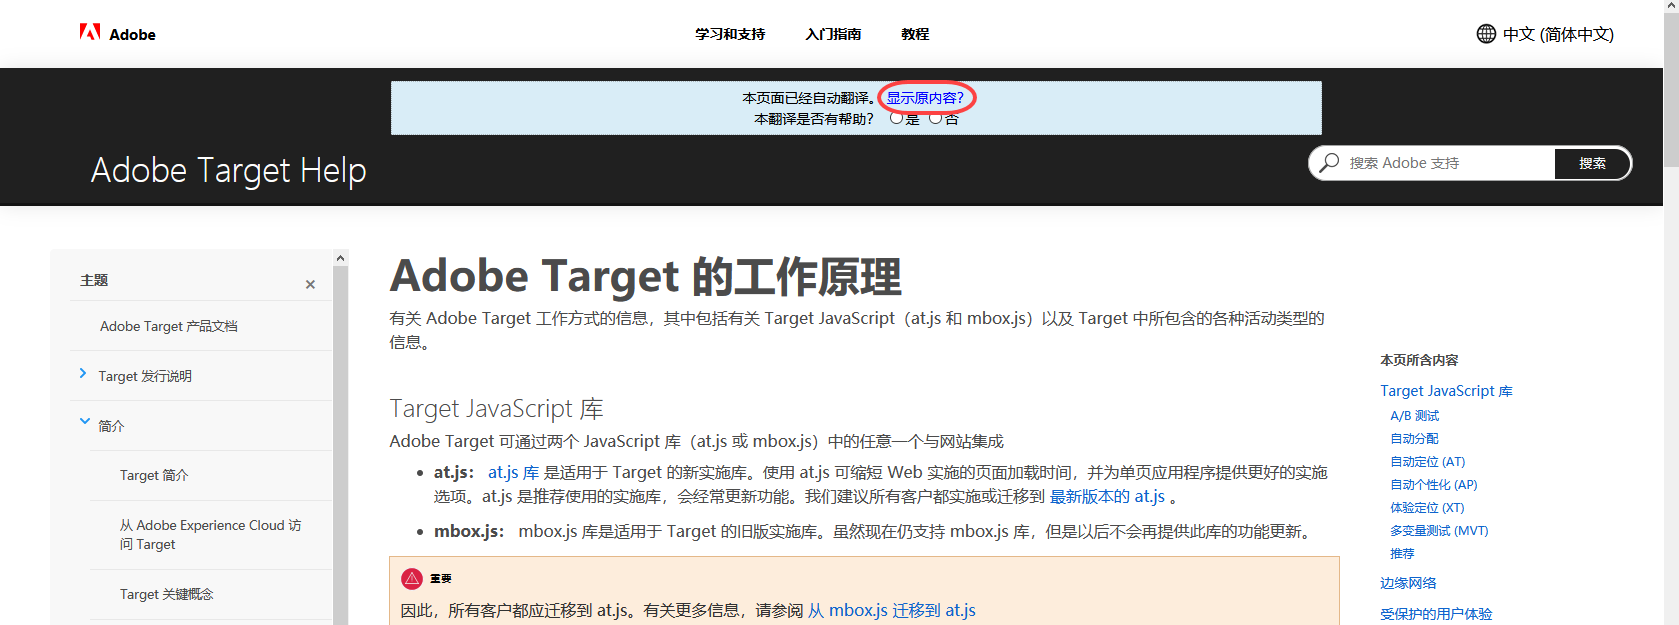 Adobe
学习和支持
入门指南
教程
中文 (简体中文)
本页面已经自动翻译。 显示原内容?
本翻译是否有帮助? 是 否
Adobe Target Help
搜索 Adobe 支持
搜索
主题
×
Adobe Target 产品文档
Target 发行说明
简介
Target 简介
从 Adobe Experience Cloud 访
问 Target
Target 关键概念
Adobe Target 的工作原理
有关 Adobe Target 工作方式的信息，其中包括有关 Target JavaScript（at.js 和 mbox.js）以及 Target 中所包含的各种活动类型的
信息。
Target JavaScript 库
Adobe Target 可通过两个 JavaScript 库（at.js 或 mbox.js）中的任意一个与网站集成
• at.js： at.js 库 是适用于 Target 的新实施库。使用 at.js 可缩短 Web 实施的页面加载时间，并为单页应用程序提供更好的实施
选项。at.js 是推荐使用的实施库，会经常更新功能。我们建议所有客户都实施或迁移到 最新版本的 at.js 。
• mbox.js： mbox.js 库是适用于 Target 的旧版实施库。虽然现在仍支持 mbox.js 库，但是以后不会再提供此库的功能更新。
重要
因此，所有客户都应迁移到 at.js。有关更多信息，请参阅 从 mbox.js 迁移到 at.js
本页所含内容
Target JavaScript 库
A/B 测试
自动分配
自动定位 (AT)
自动个性化 (AP)
体验定位 (XT)
多变量测试 (MVT)
推荐
边缘网络
受保护的用户体验